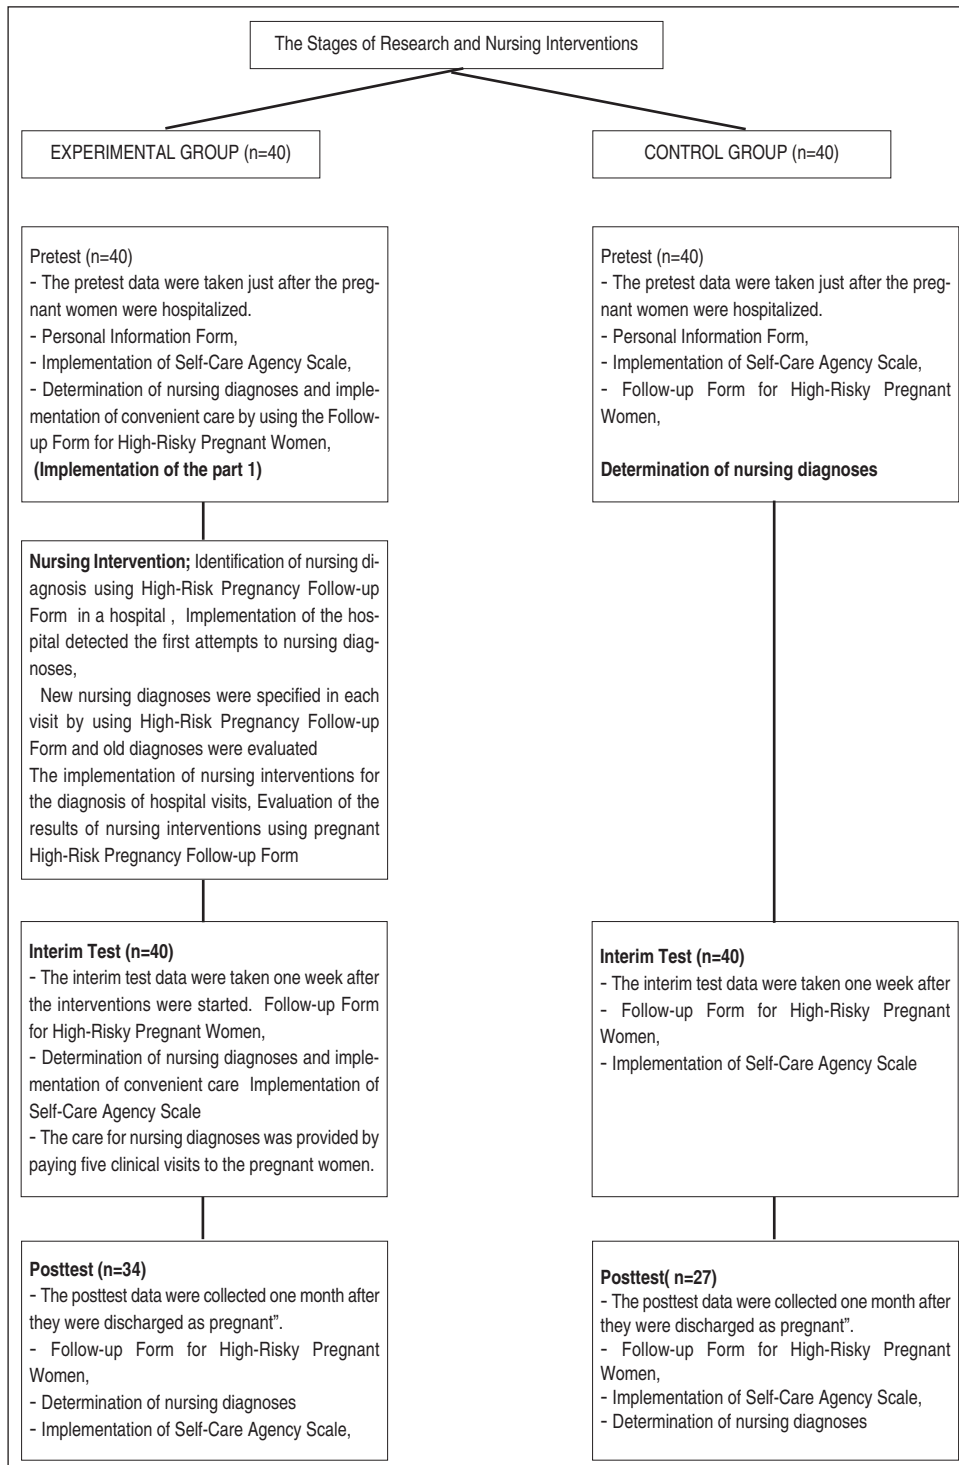 The Stages of Research and Nursing Interventions
EXPERIMENTAL GROUP (n=40)
CONTROL GROUP (n=40)
Pretest (n=40)
- The pretest data were taken just after the preg-
nant women were hospitalized.
- Personal Information Form,
- Implementation of Self-Care Agency Scale,
- Determination of nursing diagnoses and imple-
mentation of convenient care by using the Follow-
up Form for High-Risky Pregnant Women,
(Implementation of the part 1)
Pretest (n=40)
- The pretest data were taken just after the preg-
nant women were hospitalized.
- Personal Information Form,
- Implementation of Self-Care Agency Scale,
- Follow-up Form for High-Risky Pregnant
Women,
Determination of nursing diagnoses
Nursing Intervention; Identification of nursing di-
agnosis using High-Risk Pregnancy Follow-up
Form in a hospital , Implementation of the hos-
pital detected the first attempts to nursing diag-
noses,
New nursing diagnoses were specified in each
visit by using High-Risk Pregnancy Follow-up
Form and old diagnoses were evaluated
The implementation of nursing interventions for
the diagnosis of hospital visits, Evaluation of the
results of nursing interventions using pregnant
High-Risk Pregnancy Follow-up Form
Interim Test (n=40)
- The interim test data were taken one week after
the interventions were started. Follow-up Form
for High-Risky Pregnant Women,
- Determination of nursing diagnoses and imple-
mentation of convenient care Implementation of
Self-Care Agency Scale
- The care for nursing diagnoses was provided by
paying five clinical visits to the pregnant women.
Interim Test (n=40)
- The interim test data were taken one week after
- Follow-up Form for High-Risky Pregnant
Women,
- Implementation of Self-Care Agency Scale
Posttest (n=34)
- The posttest data were collected one month after
they were discharged as pregnant”.
- Follow-up Form for High-Risky Pregnant
Women,
- Determination of nursing diagnoses
- Implementation of Self-Care Agency Scale,
Posttest( n=27)
- The posttest data were collected one month after
they were discharged as pregnant”.
- Follow-up Form for High-Risky Pregnant
Women,
- Implementation of Self-Care Agency Scale,
- Determination of nursing diagnoses